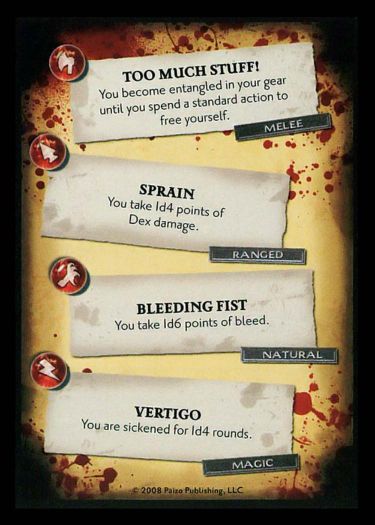 TOO MUCH STUFF!
You become entangled in your gear
until you spend a standard action to
free yourself.
MELEE
SPRAIN
You take 1d4 points of
Dex damage.
RANGED
BLEEDING FIST
You take 1d6 points of bleed.
NATURAL
VERTIGO
You are sickened for 1d4 rounds.
MAGIC
© 2008 Paizo Publishing, LLC